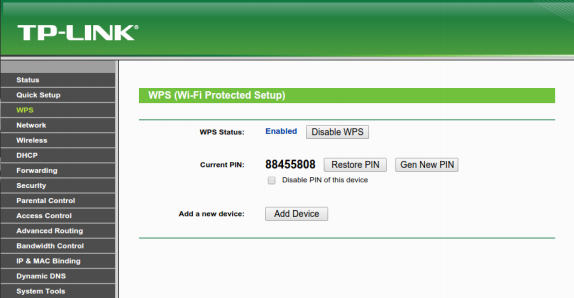 TP-LINK®
Status
Quick Setup
WPS
Network
Wireless
DHCP
Forwarding
Security
Parental Control
Access Control
Advanced Routing
Bandwidth Control
IP & MAC Binding
Dynamic DNS
System Tools
WPS (Wi-Fi Protected Setup)
WPS Status: Enabled Disable WPS
Current PIN: 88455808 Restore PIN Gen New PIN
Disable PIN of this device
Add a new device: Add Device